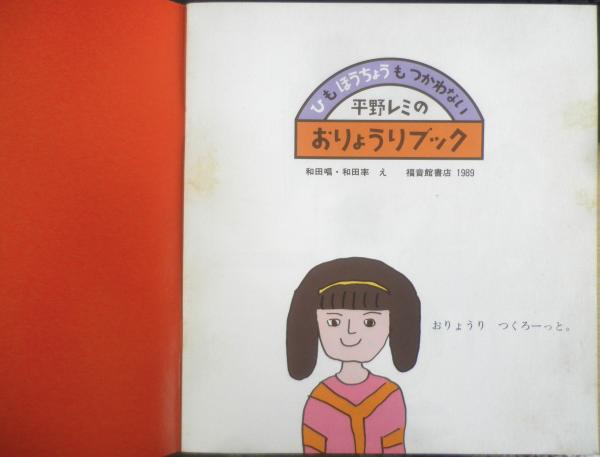 ひも ほうちょうも つかわない
平野レミの
おりょうりブック
和田唱・和田率 え 福音館書店 1989
おりょうり つくろーっと。